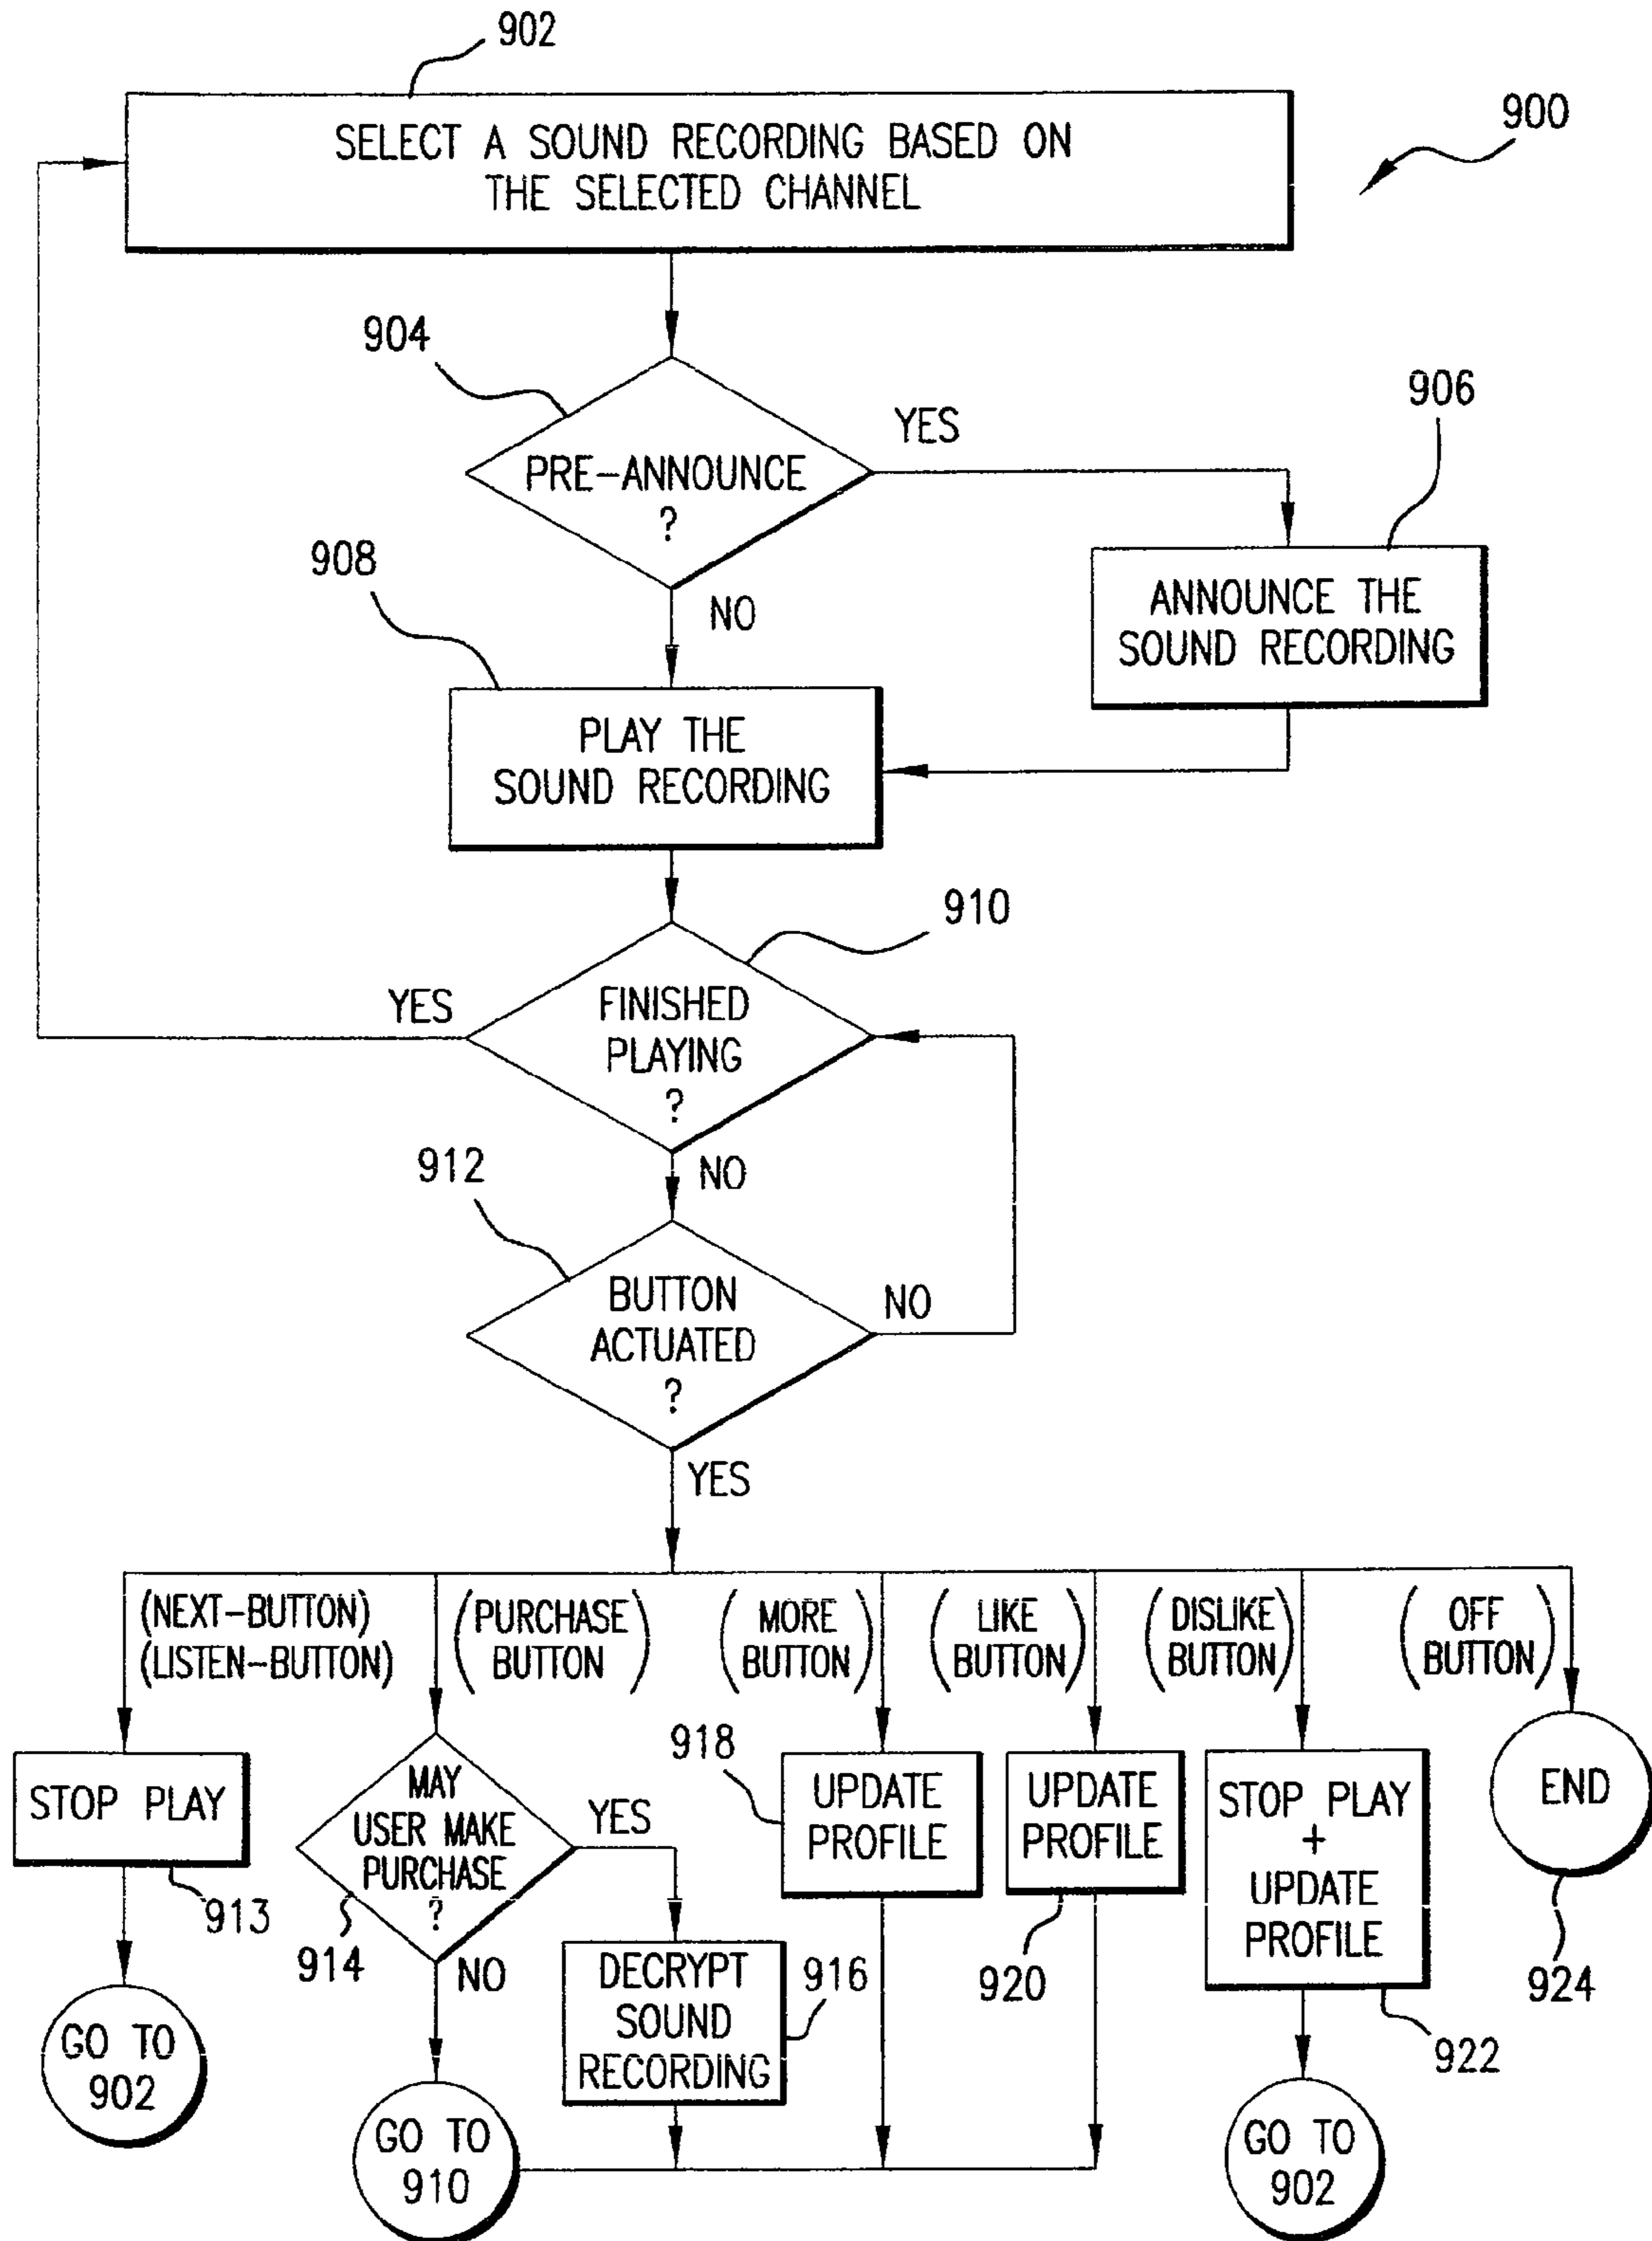 902
900
SELECT A SOUND RECORDING BASED ON
THE SELECTED CHANNEL
904
PRE-ANNOUNCE
?
YES
906
NO
ANNOUNCE THE
SOUND RECORDING
908
PLAY THE
SOUND RECORDING
910
YES
FINISHED
PLAYING
?
NO
912
BUTTON
ACTUATED
?
NO
YES
(NEXT-BUTTON)
(LISTEN-BUTTON)
(PURCHASE
BUTTON)
(MORE
BUTTON)
(LIKE
BUTTON)
(DISLIKE
BUTTON)
(OFF
BUTTON)
STOP PLAY
913
GO TO
902
MAY
USER MAKE
PURCHASE
?
914
YES
NO
DECRYPT
SOUND
RECORDING
916
GO TO
910
918
UPDATE
PROFILE
UPDATE
PROFILE
920
STOP PLAY
+
UPDATE
PROFILE
922
GO TO
902
END
924